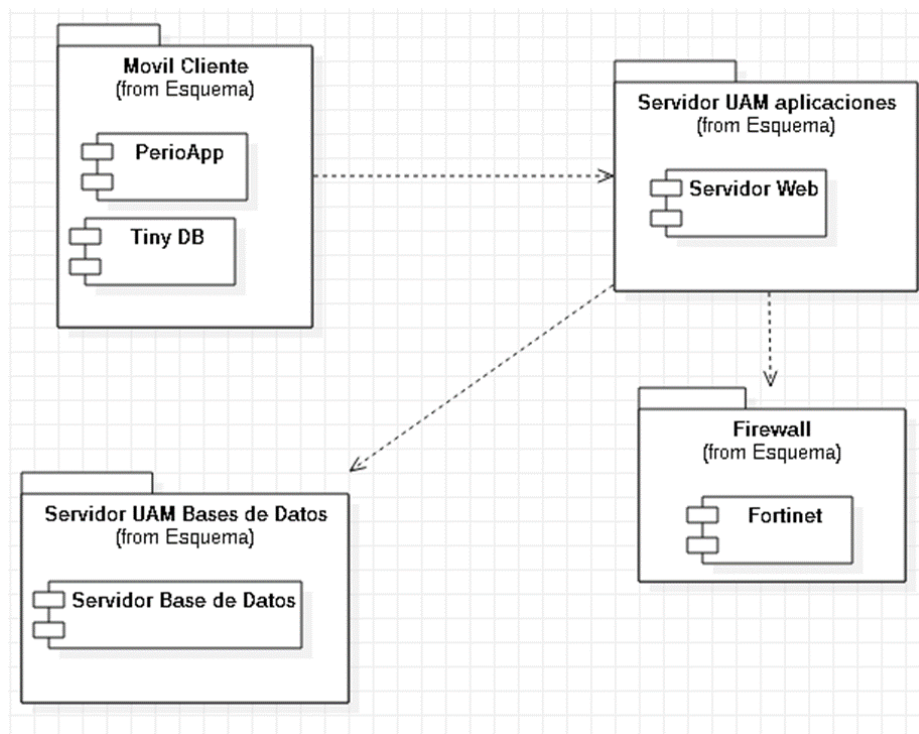 Movil Cliente
(from Esquema)
PerioApp
Tiny DB
Servidor UAM aplicaciones
(from Esquema)
Servidor Web
Firewall
(from Esquema)
Fortinet
Servidor UAM Bases de Datos
(from Esquema)
Servidor Base de Datos